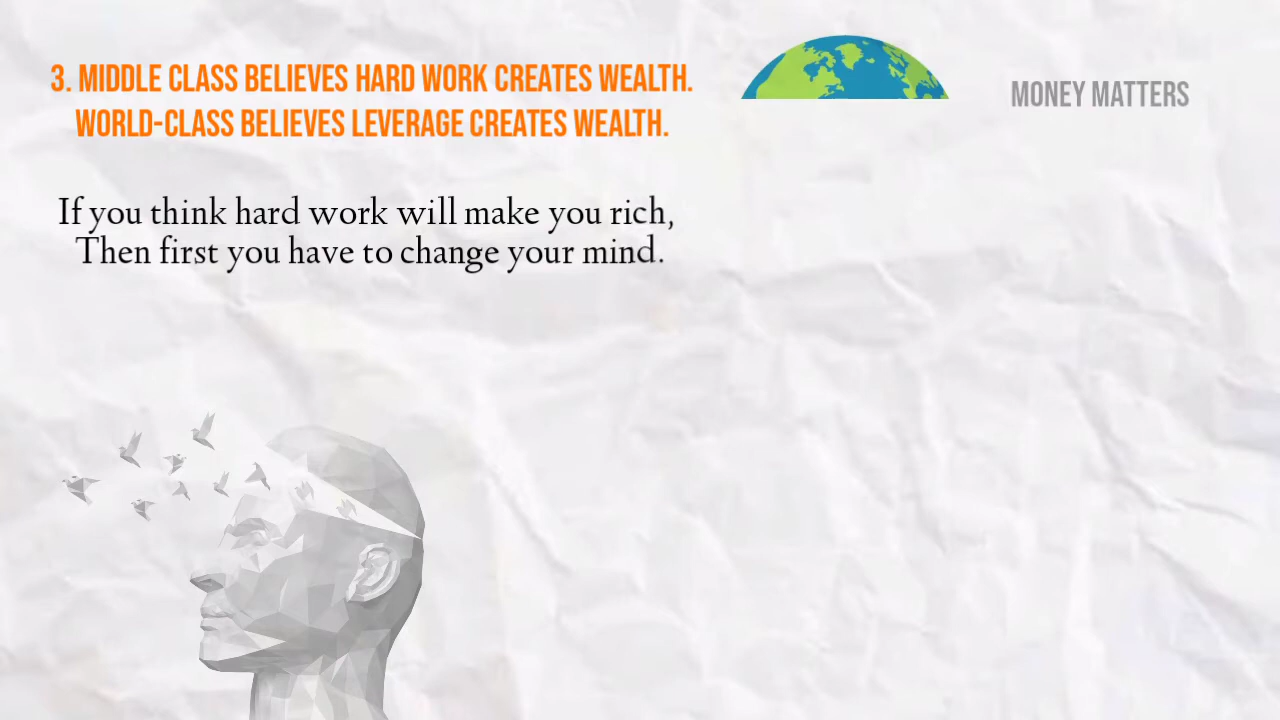 3. MIDDLE CLASS BELIEVES HARD WORK CREATES WEALTH.
WORLD-CLASS BELIEVES LEVERAGE CREATES WEALTH.
MONEY MATTERS
If you think hard work will make you rich,
Then first you have to change your mind.